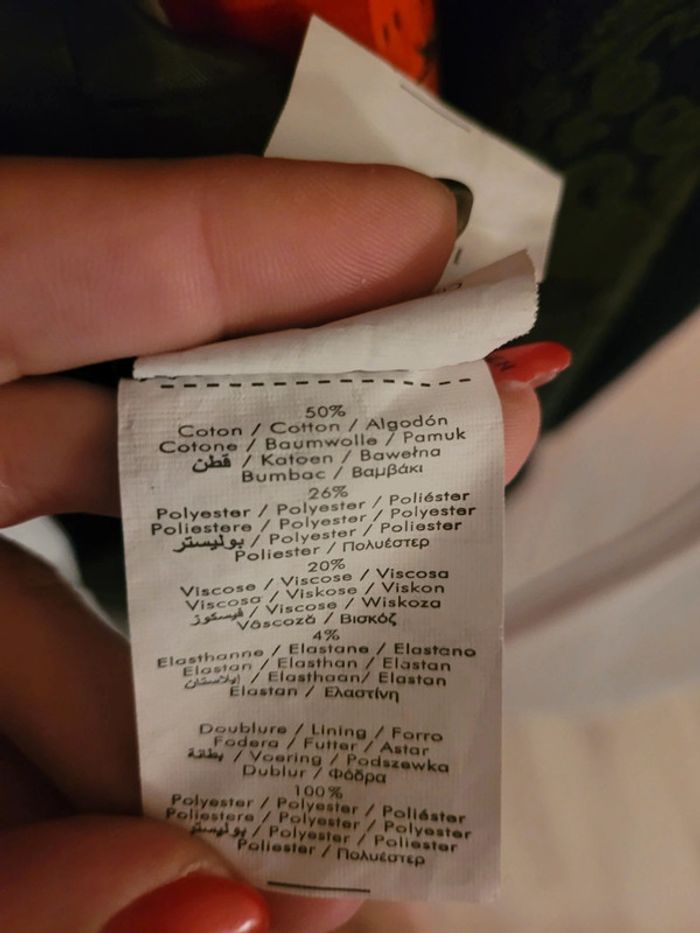 50%
Coton / Cotton / Algodón
Cotone / Baumwolle / Pamuk
قطن / Katoen / Bawełna
Bumbac / Βαμβάκι
26%
Polyester / Polyester / Poliéster
Poliestere / Polyester / Polyester
بوليستر / Polyester / Poliester
Poliester / Πολυέστερ
20%
Viscose / Viscose / Viscosa
Viscosa / Viskose / Viskon
فيسكوز / Viscose / Wiskoza
Vâscoză / Βισκόζ
4%
Elasthanne / Elastane / Elastano
Elastan / Elasthan / Elastan
إيلاستان / Elasthaan/ Elastan
Elastan / Ελαστίνη
Doublure / Lining / Forro
Fodera / Futter / Astar
بطانة / Voering / Podszewka
Dublur / Φόδρα
100%
Polyester / Polyester / Poliéster
Poliestere / Polyester / Polyester
بوليستر / Polyester / Poliester
Poliester / Πολυέστερ